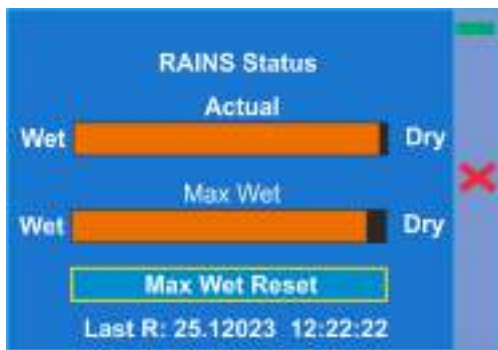 RAINS Status
Actual
Wet Dry
Max Wet
Wet Dry
Max Wet Reset
Last R: 25.12023 12:22:22